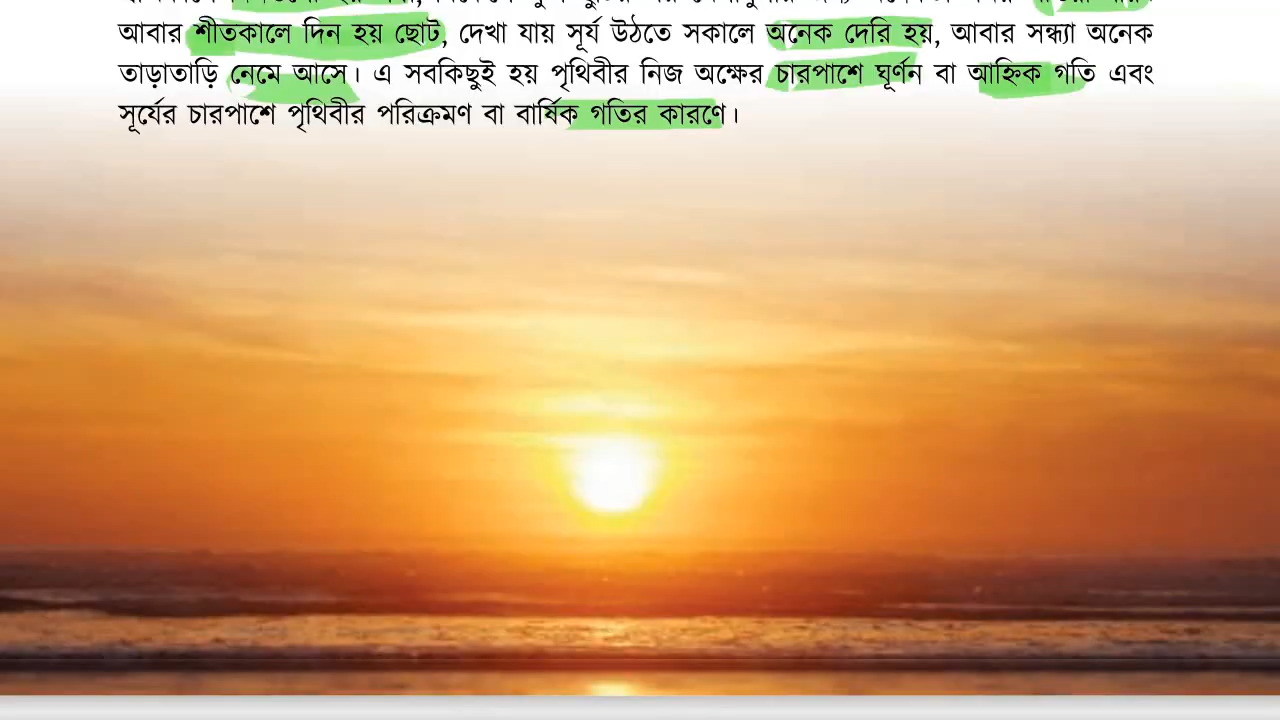 আবার শীতকালে দিন হয় ছোট, দেখা যায় সূর্য উঠতে সকালে অনেক দেরি হয়, আবার সন্ধ্যা অনেক
তাড়াতাড়ি নেমে আসে। এ সবকিছুই হয় পৃথিবীর নিজ অক্ষের চারপাশে ঘূর্ণন বা আহ্নিক গতি এবং
সূর্যের চারপাশে পৃথিবীর পরিক্রমণ বা বার্ষিক গতির কারণে।